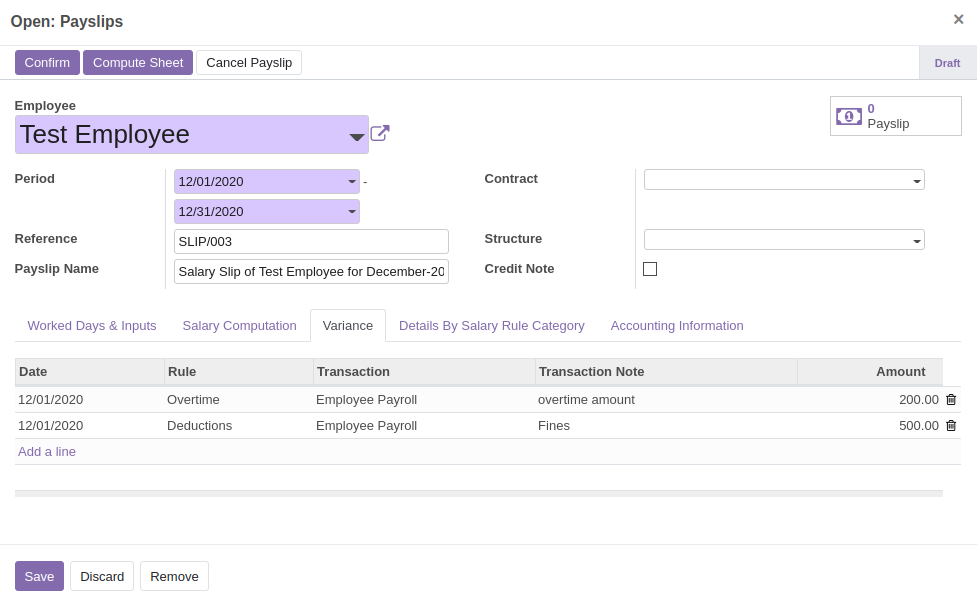 Open: Payslips ×
Confirm Compute Sheet Cancel Payslip Draft
Employee
Test Employee
0
Payslip
Period 12/01/2020 - Contract
12/31/2020
Reference SLIP/003 Structure
Payslip Name Salary Slip of Test Employee for December-20 Credit Note
Worked Days & Inputs Salary Computation Variance Details By Salary Rule Category Accounting Information
Date Rule Transaction Transaction Note Amount
12/01/2020 Overtime Employee Payroll overtime amount 200.00
12/01/2020 Deductions Employee Payroll Fines 500.00
Add a line
Save Discard Remove